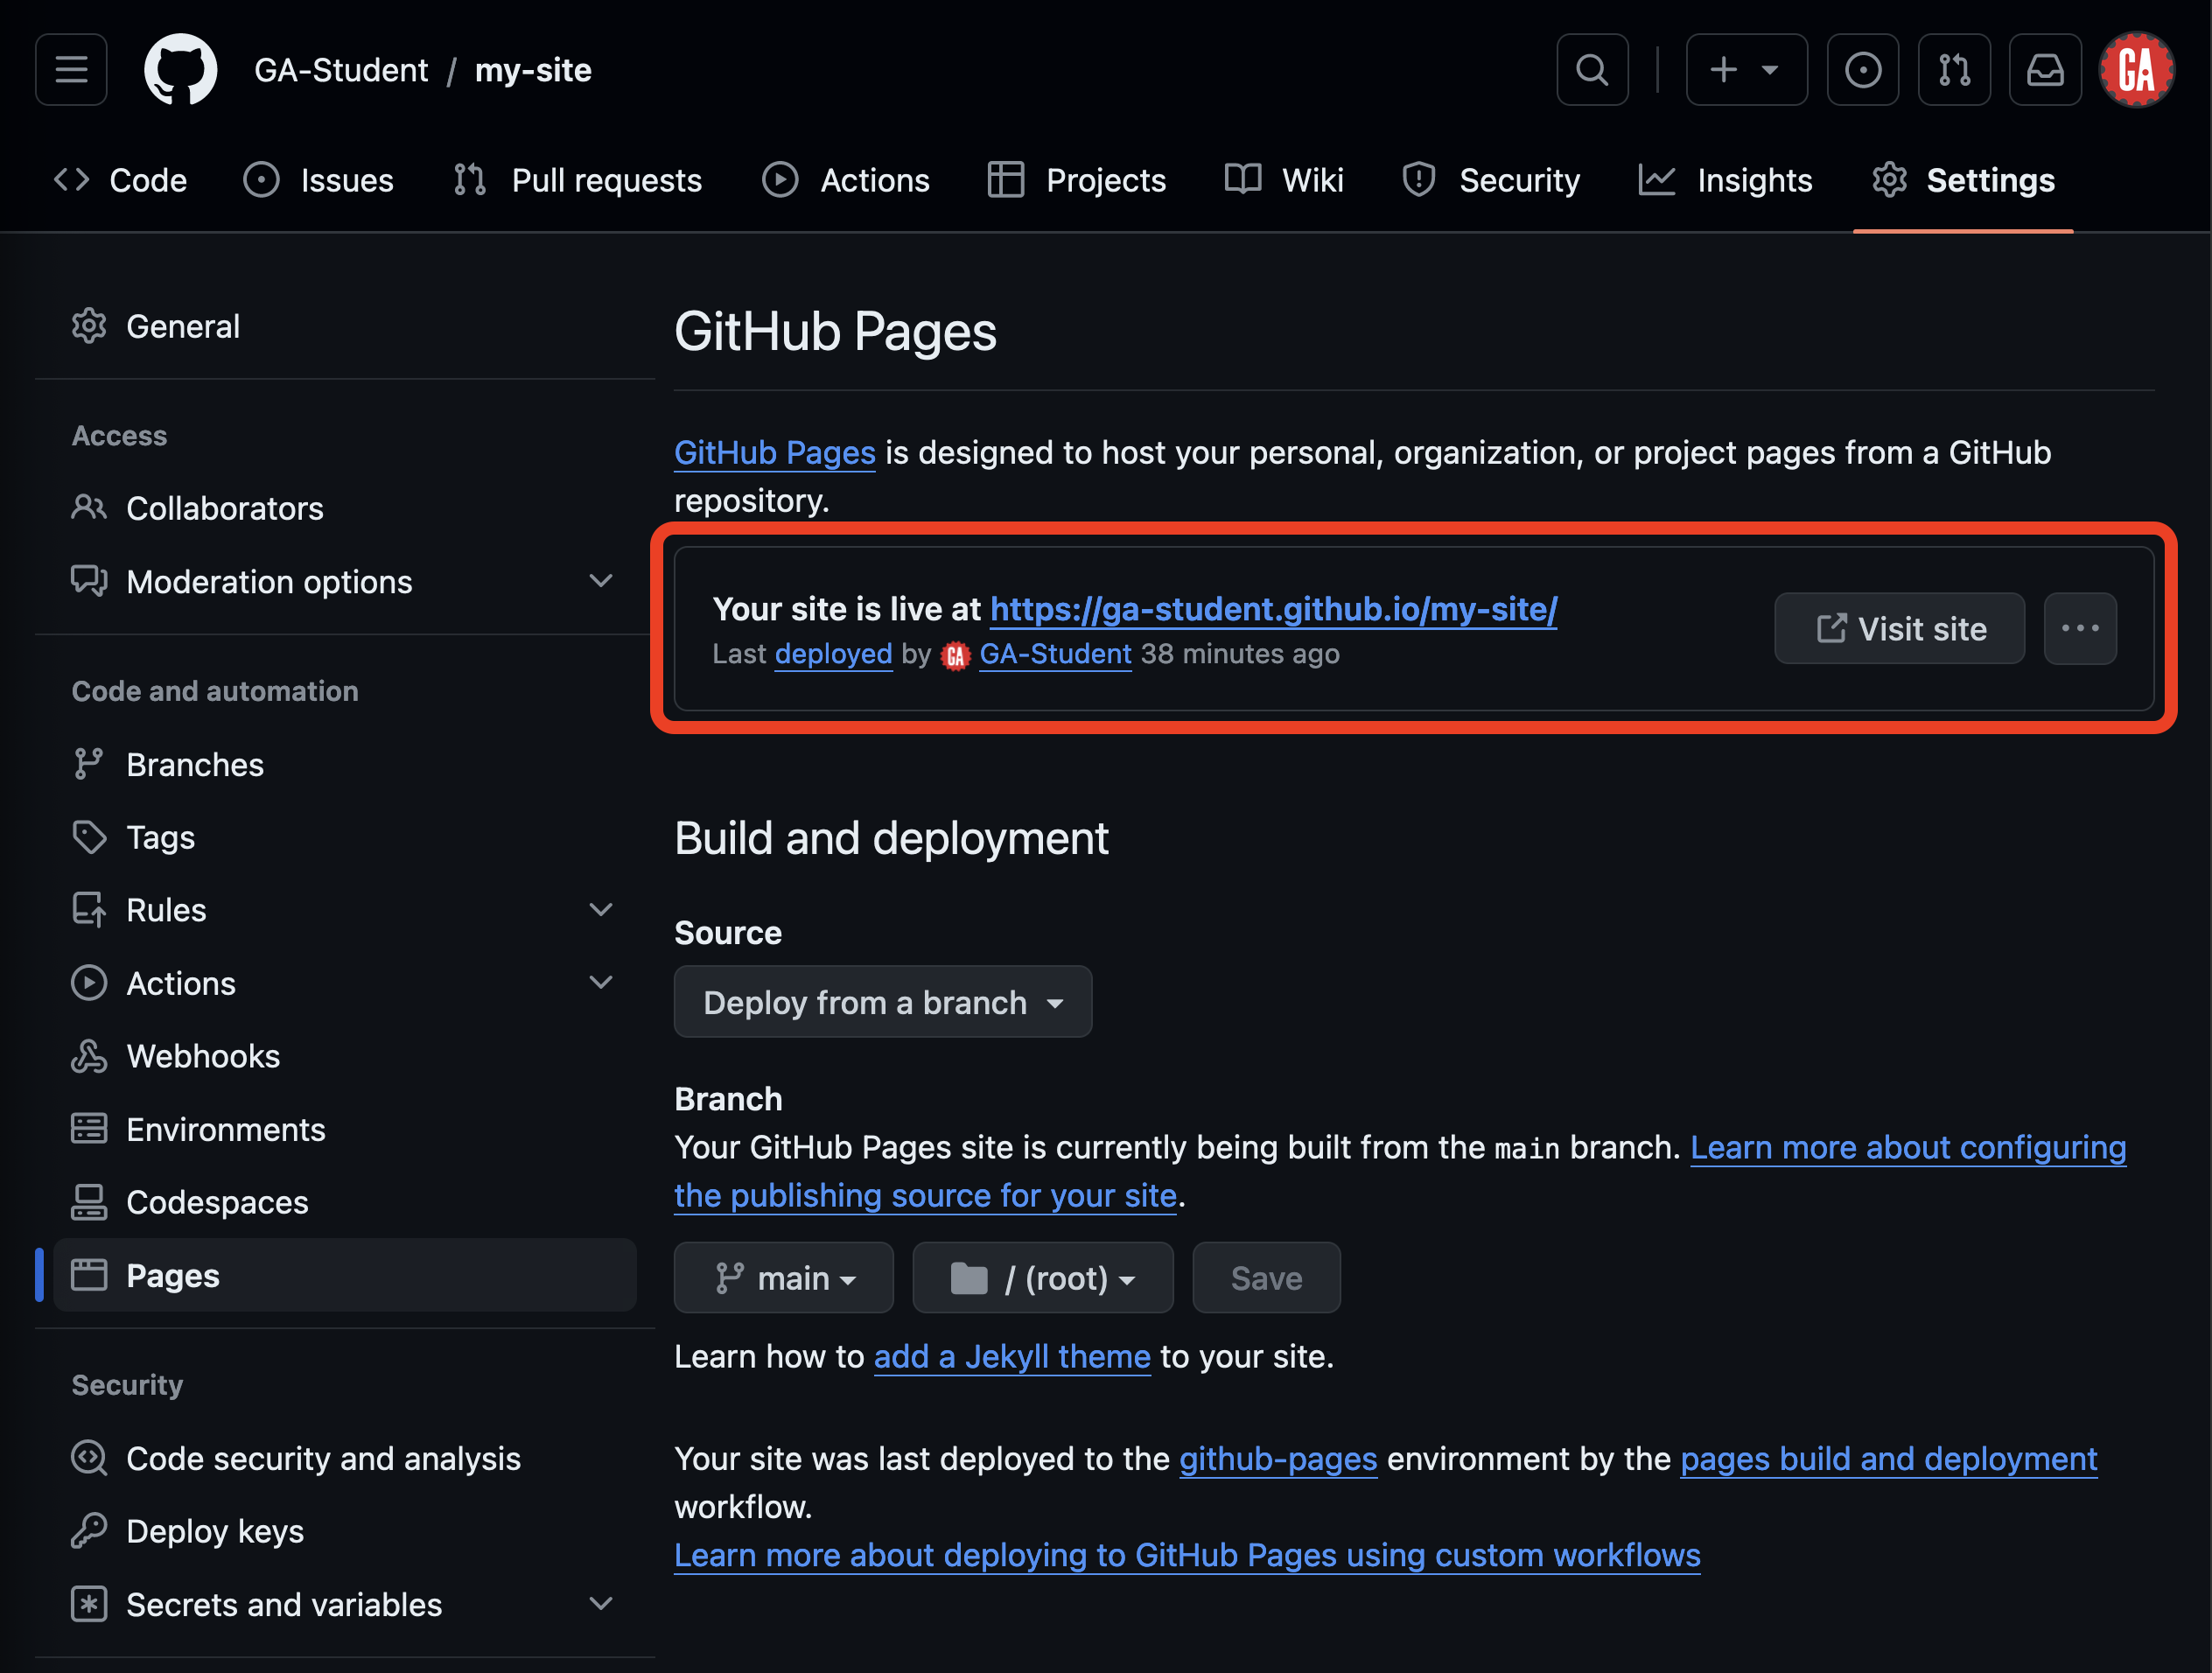 GA-Student / my-site
GA
Code Issues Pull requests Actions Projects Wiki Security Insights Settings
General
Access
Collaborators
Moderation options
Code and automation
Branches
Tags
Rules
Actions
Webhooks
Environments
Codespaces
Pages
Security
Code security and analysis
Deploy keys
Secrets and variables
GitHub Pages
GitHub Pages is designed to host your personal, organization, or project pages from a GitHub
repository.
Your site is live at https://ga-student.github.io/my-site/
Last deployed by GA GA-Student 38 minutes ago
Visit site
Build and deployment
Source
Deploy from a branch
Branch
Your GitHub Pages site is currently being built from the main branch. Learn more about configuring
the publishing source for your site.
main / (root) Save
Learn how to add a Jekyll theme to your site.
Your site was last deployed to the github-pages environment by the pages build and deployment
workflow.
Learn more about deploying to GitHub Pages using custom workflows